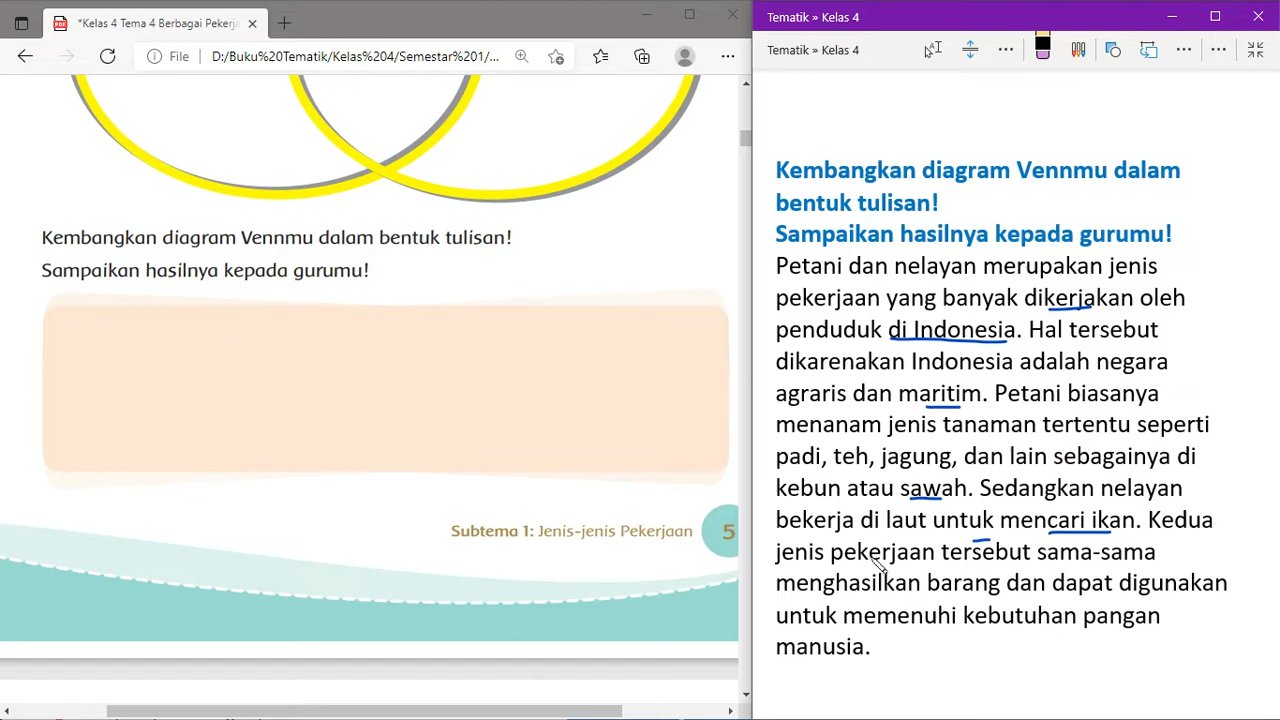 *Kelas 4 Tema 4 Berbagai Pekerja
File
D:/Buku%20Tematik/Kelas%204/Semestar%201/...
Kembangkan diagram Vennmu dalam bentuk tulisan!
Sampaikan hasilnya kepada gurumu!
Subtema 1: Jenis-jenis Pekerjaan
5
Tematik » Kelas 4
Tematik » Kelas 4
Kembangkan diagram Vennmu dalam
bentuk tulisan!
Sampaikan hasilnya kepada gurumu!
Petani dan nelayan merupakan jenis
pekerjaan yang banyak dikerjakan oleh
penduduk di Indonesia. Hal tersebut
dikarenakan Indonesia adalah negara
agraris dan maritim. Petani biasanya
menanam jenis tanaman tertentu seperti
padi, teh, jagung, dan lain sebagainya di
kebun atau sawah. Sedangkan nelayan
bekerja di laut untuk mencari ikan. Kedua
jenis pekerjaan tersebut sama-sama
menghasilkan barang dan dapat digunakan
untuk memenuhi kebutuhan pangan
manusia.